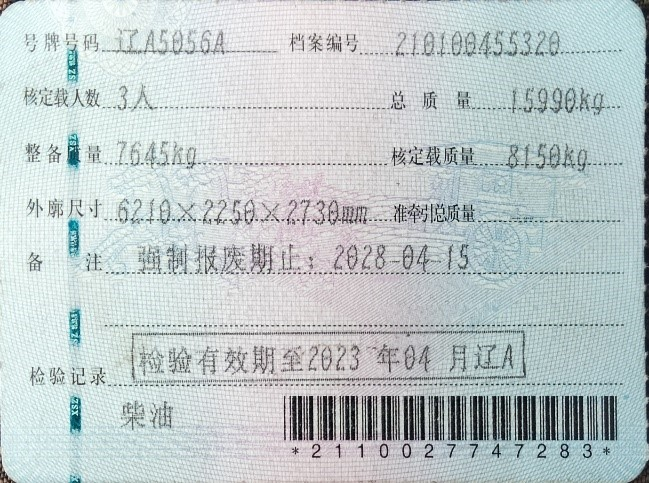 号牌号码 辽A5056A 档案编号 210100455320
核定载人数 3人 总质量 15990kg
整备质量 7645kg 核定载质量 8150kg
外廓尺寸 6210×2250×2730mm 准牵引总质量 --
备注 强制报废期止：2028-04-15
检验记录 检验有效期至2023年04月辽A
柴油
*2110027747283*